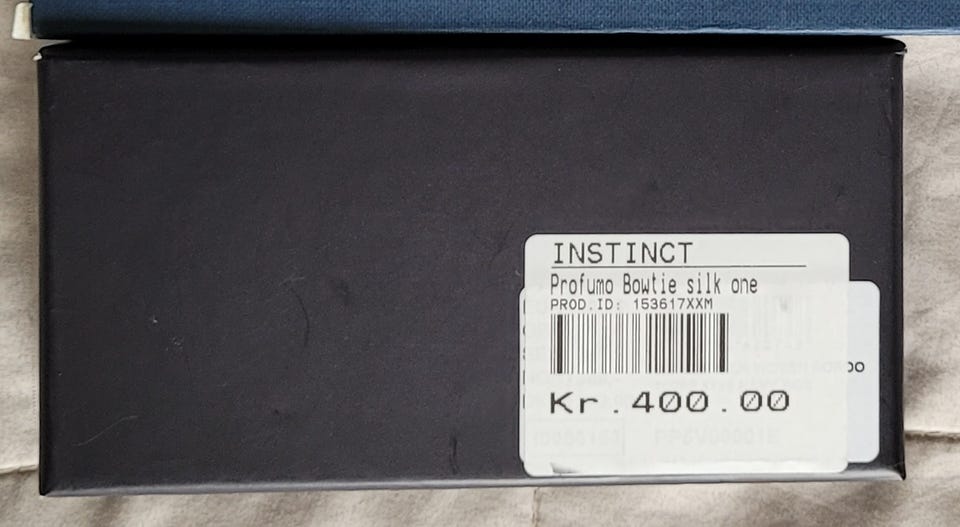 INSTINCT
Profumo Bowtie silk one
PROD.ID: 153617XXM
Kr.400.00